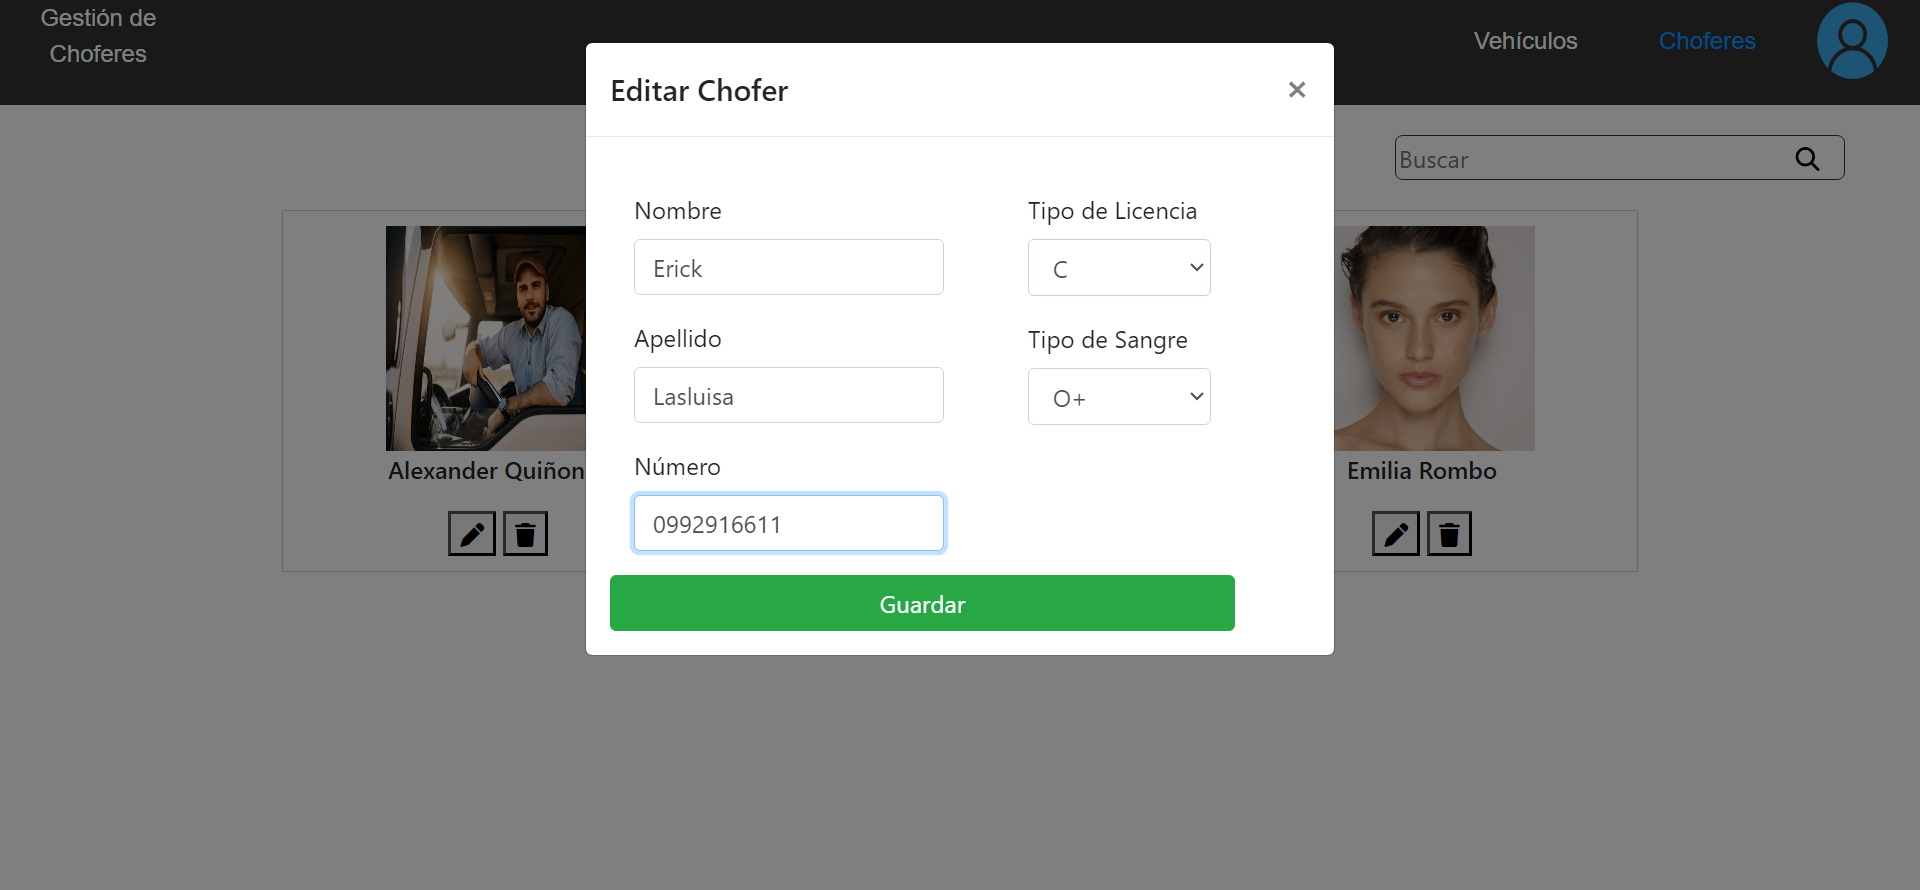 Gestión de
Choferes
Vehículos
Choferes
Editar Chofer
×
Buscar
Nombre
Erick
Tipo de Licencia
C
Apellido
Lasluisa
Tipo de Sangre
O+
Número
0992916611
Guardar
Alexander Quiñon
Emilia Rombo